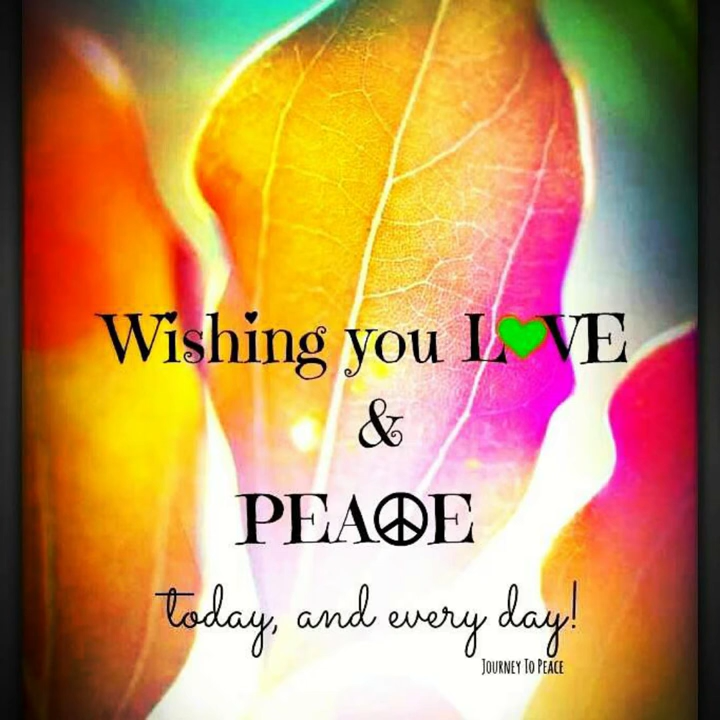 Wishing you L💚VE
&
PEA☮E
today, and every day!
Journey To Peace